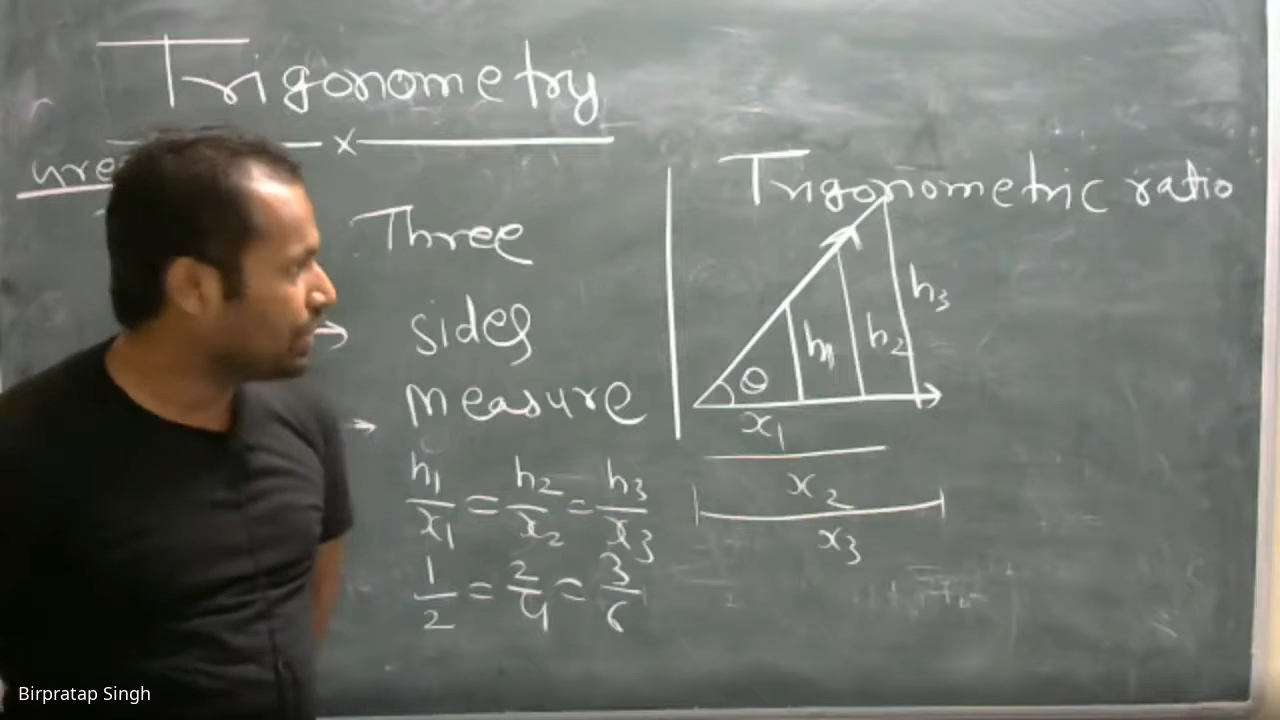 Trigonometry
x
ure
Three
sides
measure
h1/x1 = h2/x2 = h3/x3
1/2 = 2/4 = 3/6
Trigonometric ratio
θ
h1
h2
h3
x1
x2
x3
Birpratap Singh